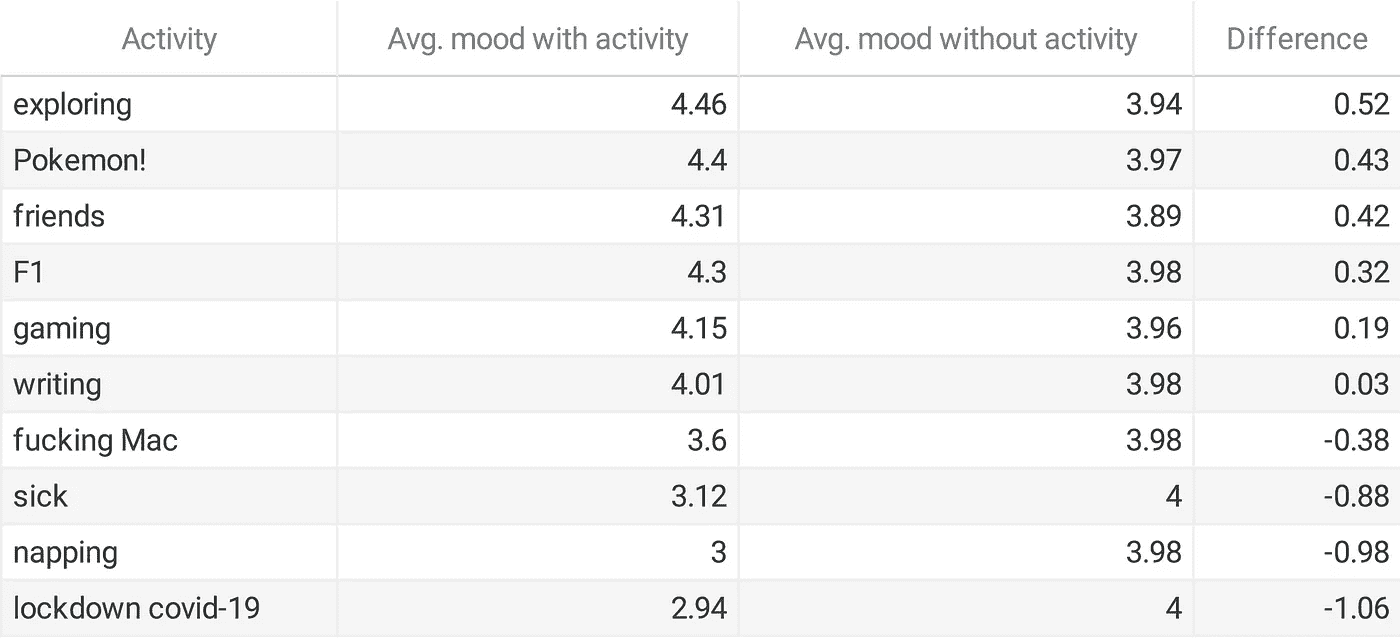 Activity Avg. mood with activity Avg. mood without activity Difference
exploring 4.46 3.94 0.52
Pokemon! 4.4 3.97 0.43
friends 4.31 3.89 0.42
F1 4.3 3.98 0.32
gaming 4.15 3.96 0.19
writing 4.01 3.98 0.03
fucking Mac 3.6 3.98 -0.38
sick 3.12 4 -0.88
napping 3 3.98 -0.98
lockdown covid-19 2.94 4 -1.06